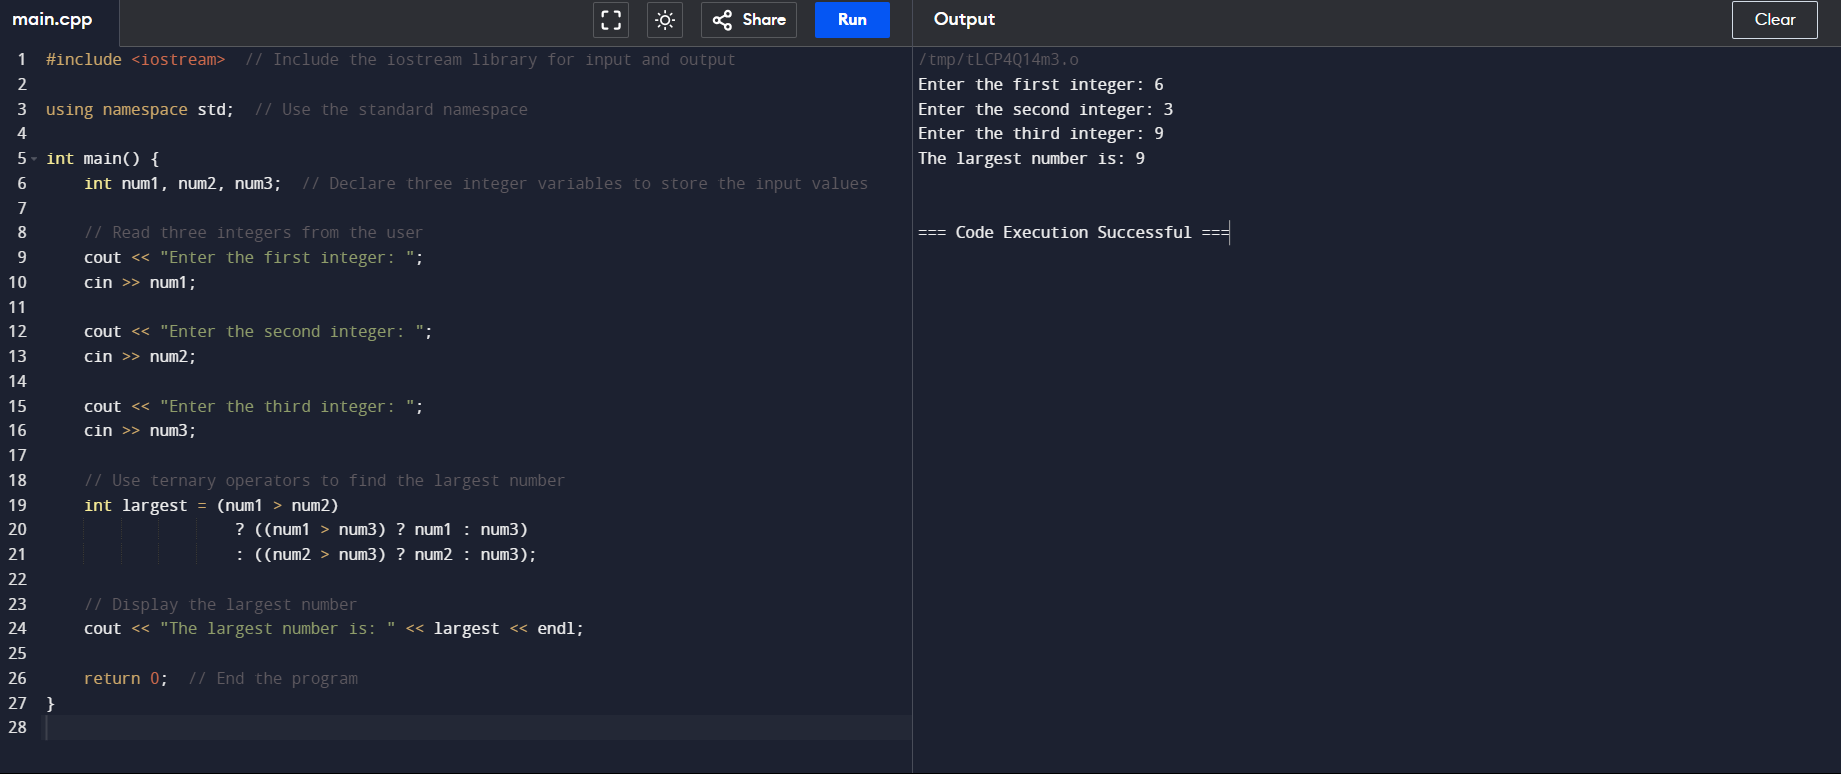 main.cpp
Share
Run
Output
Clear
1 #include <iostream>  // Include the iostream library for input and output
2
3 using namespace std;  // Use the standard namespace
4
5 int main() {
6     int num1, num2, num3;  // Declare three integer variables to store the input values
7
8     // Read three integers from the user
9     cout << "Enter the first integer: ";
10     cin >> num1;
11
12     cout << "Enter the second integer: ";
13     cin >> num2;
14
15     cout << "Enter the third integer: ";
16     cin >> num3;
17
18     // Use ternary operators to find the largest number
19     int largest = (num1 > num2)
20                     ? ((num1 > num3) ? num1 : num3)
21                     : ((num2 > num3) ? num2 : num3);
22
23     // Display the largest number
24     cout << "The largest number is: " << largest << endl;
25
26     return 0;  // End the program
27 }
28
/tmp/tLCP4Q14m3.o
Enter the first integer: 6
Enter the second integer: 3
Enter the third integer: 9
The largest number is: 9
=== Code Execution Successful ===